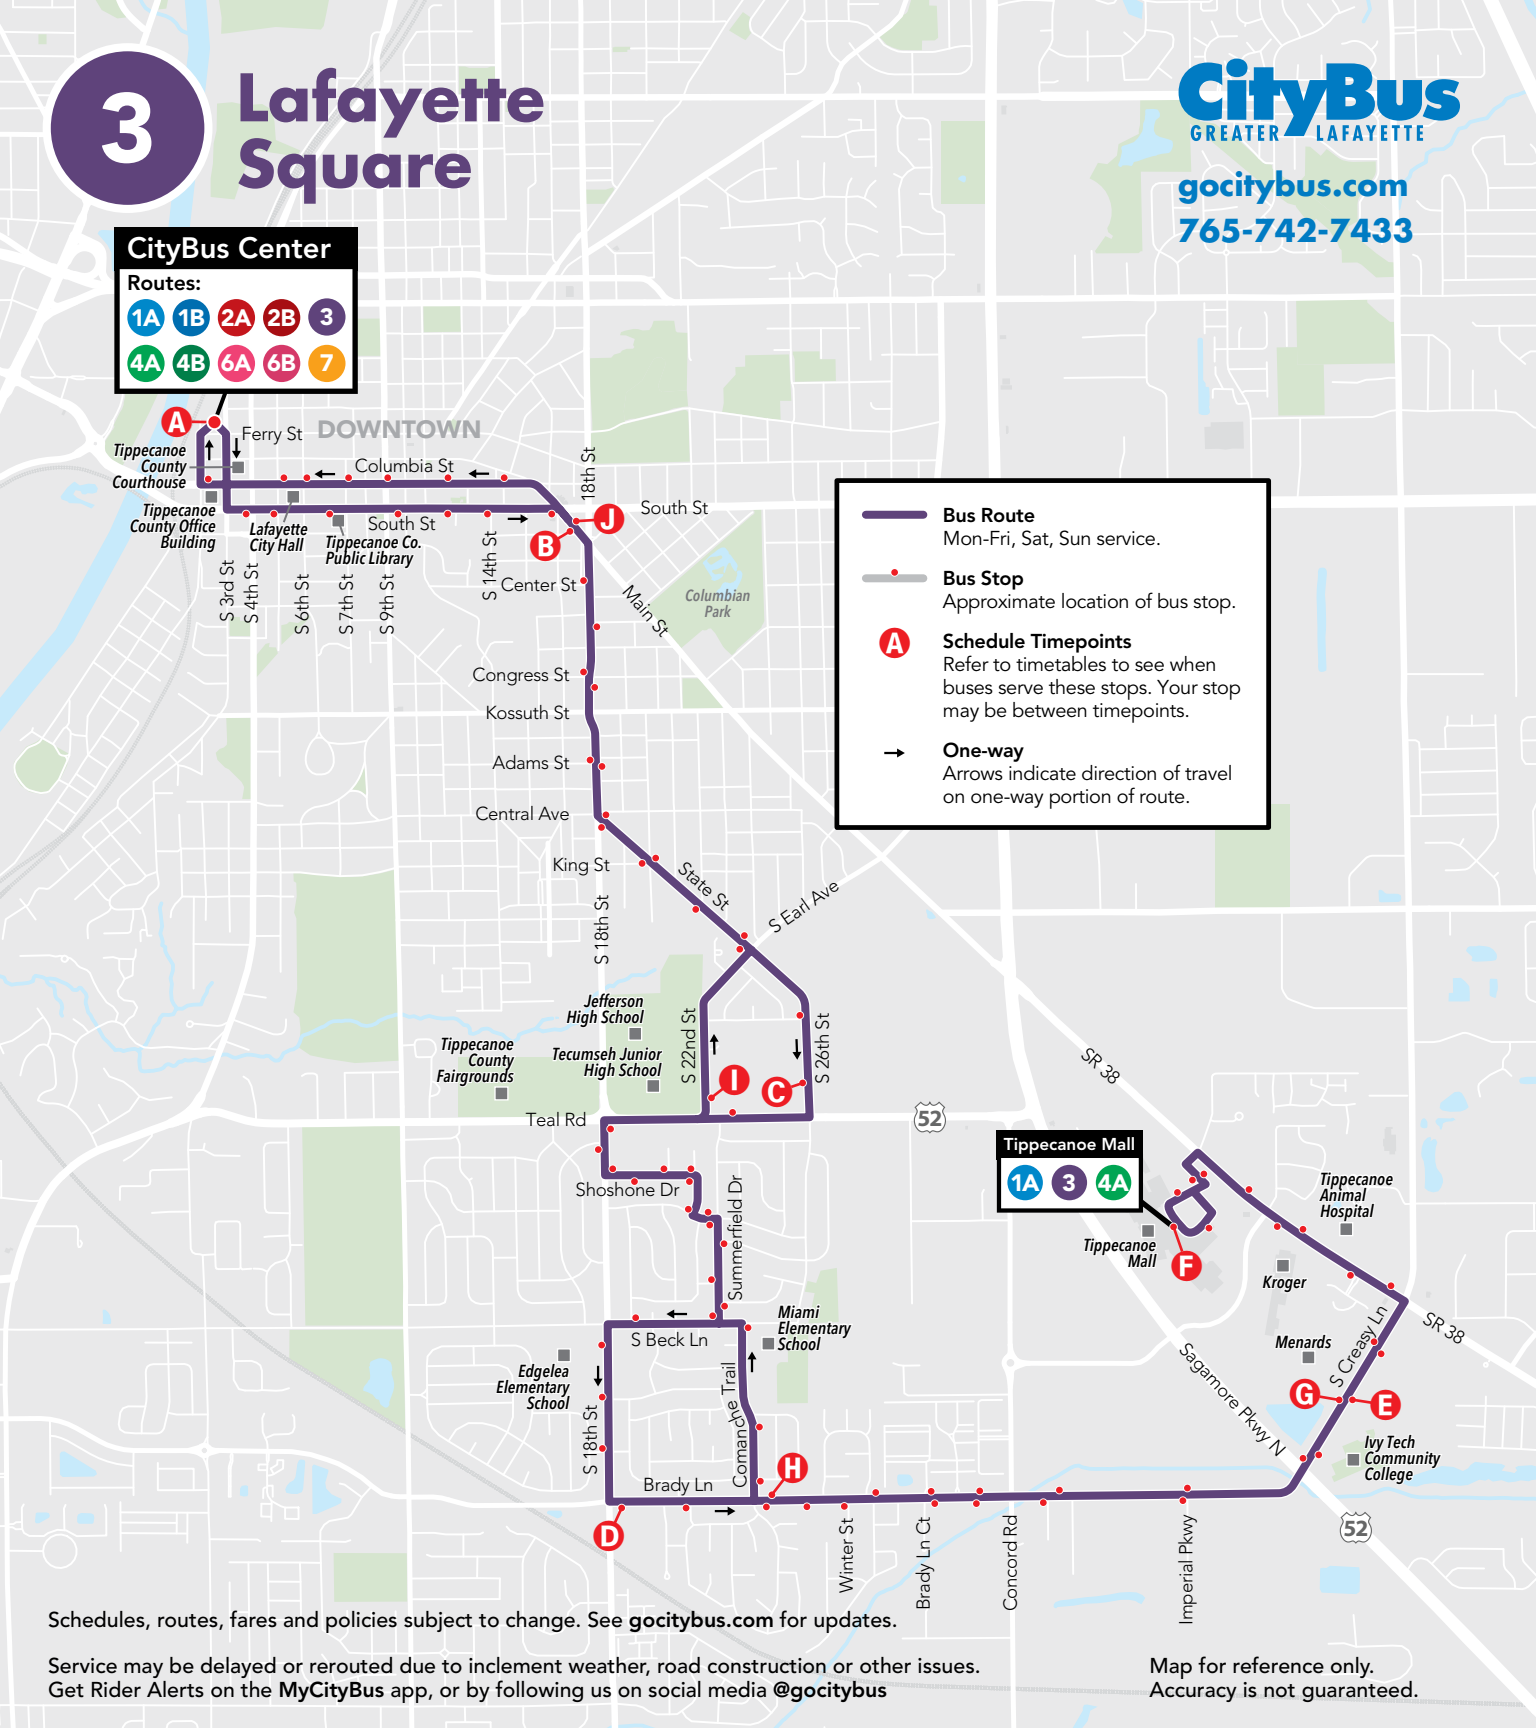 3
Lafayette
Square
CityBus
GREATER LAFAYETTE
gocitybus.com
765-742-7433
CityBus Center
Routes:
1A 1B 2A 2B 3
4A 4B 6A 6B 7
A
Ferry St
DOWNTOWN
Tippecanoe
County
Courthouse
Columbia St
18th St
South St
J
B
Tippecanoe
County Office
Building
Lafayette
City Hall
South St
Tippecanoe Co.
Public Library
S 3rd St
S 4th St
S 6th St
S 7th St
S 9th St
S 14th St
Center St
Main St
Columbian
Park
Congress St
Kossuth St
Adams St
Central Ave
King St
State St
S Earl Ave
S 18th St
Bus Route
Mon-Fri, Sat, Sun service.
Bus Stop
Approximate location of bus stop.
A
Schedule Timepoints
Refer to timetables to see when
buses serve these stops. Your stop
may be between timepoints.
One-way
Arrows indicate direction of travel
on one-way portion of route.
Jefferson
High School
Tecumseh Junior
High School
Tippecanoe
County
Fairgrounds
S 22nd St
S 26th St
I
C
Teal Rd
52
SR 38
Tippecanoe Mall
1A 3 4A
Tippecanoe
Mall
F
Tippecanoe
Animal
Hospital
Kroger
Shoshone Dr
Summerfield Dr
S Beck Ln
Miami
Elementary
School
Edgelea
Elementary
School
S 18th St
Comanche Trail
Brady Ln
H
D
Menards
S Creasy Ln
SR 38
Sagamore Pkwy N
G
E
Ivy Tech
Community
College
52
Winter St
Brady Ln Ct
Concord Rd
Imperial Pkwy
Schedules, routes, fares and policies subject to change. See gocitybus.com for updates.
Service may be delayed or rerouted due to inclement weather, road construction or other issues.
Get Rider Alerts on the MyCityBus app, or by following us on social media @gocitybus
Map for reference only.
Accuracy is not guaranteed.